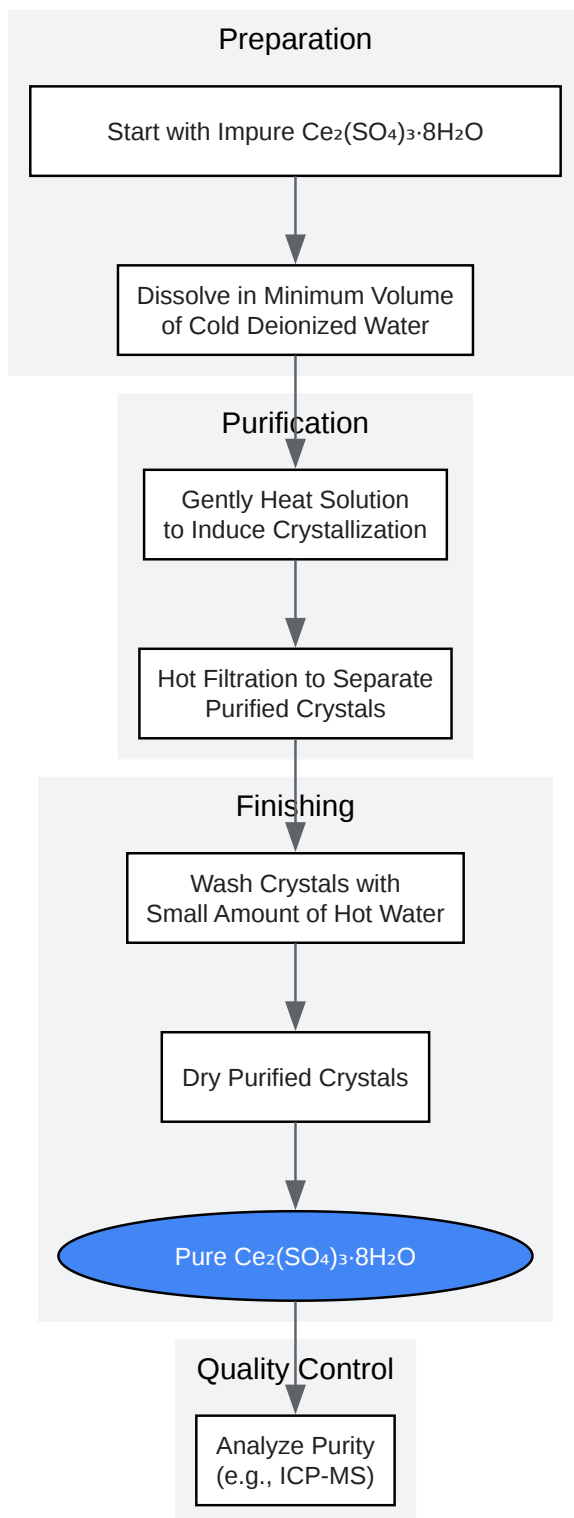 Preparation
Start with Impure Ce₂(SO₄)₃·8H₂O
Dissolve in Minimum Volume
of Cold Deionized Water
Purification
Gently Heat Solution
to Induce Crystallization
Hot Filtration to Separate
Purified Crystals
Finishing
Wash Crystals with
Small Amount of Hot Water
Dry Purified Crystals
Pure Ce₂(SO₄)₃·8H₂O
Quality Control
Analyze Purity
(e.g., ICP-MS)